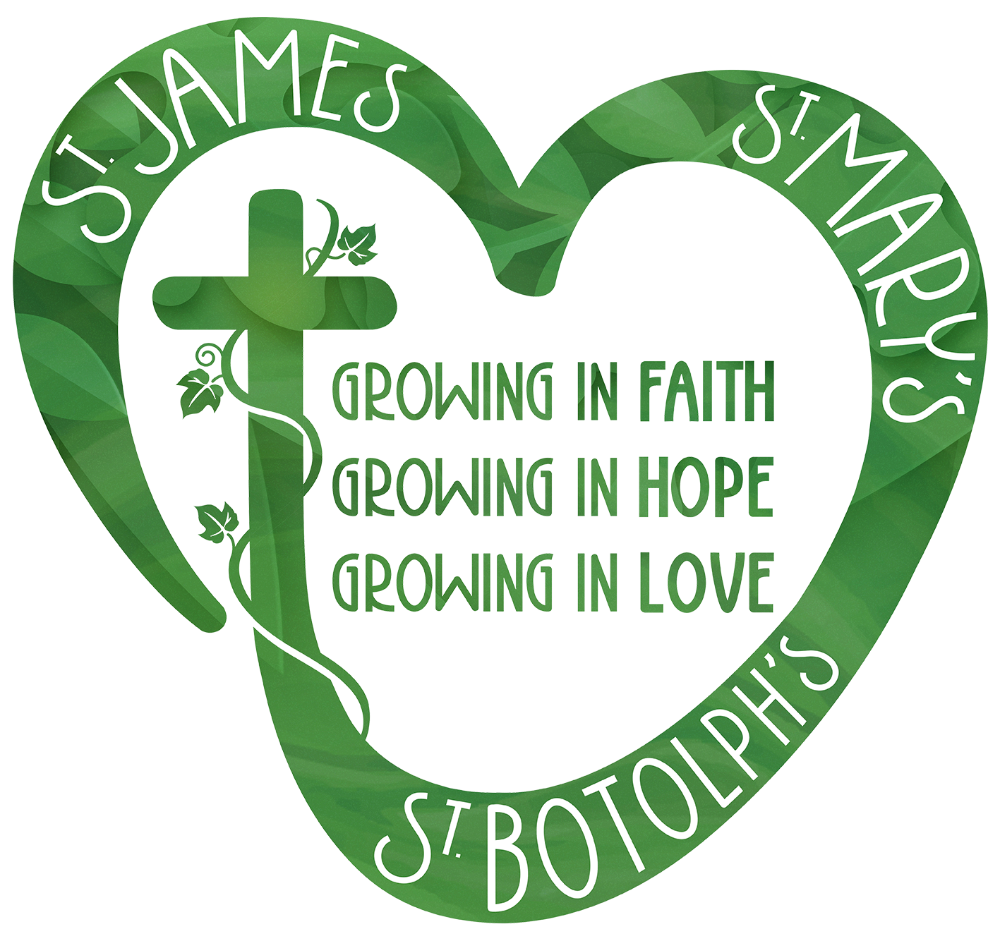 ST. JAMES
ST. MARY'S
GROWING IN FAITH
GROWING IN HOPE
GROWING IN LOVE
ST. BOTOLPH'S